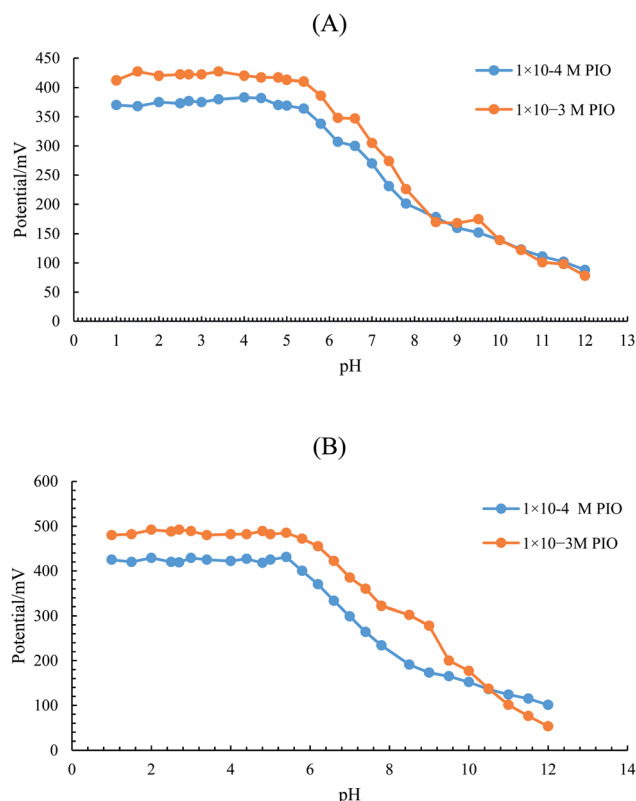 (A)
450
400
350
300
250
200
150
100
50
0
Potential/mV
1×10-4 M PIO
1×10−3 M PIO
0 1 2 3 4 5 6 7 8 9 10 11 12 13
pH
(B)
600
500
400
300
200
100
0
Potential/mV
1×10-4 M PIO
1×10−3M PIO
0 2 4 6 8 10 12 14
pH